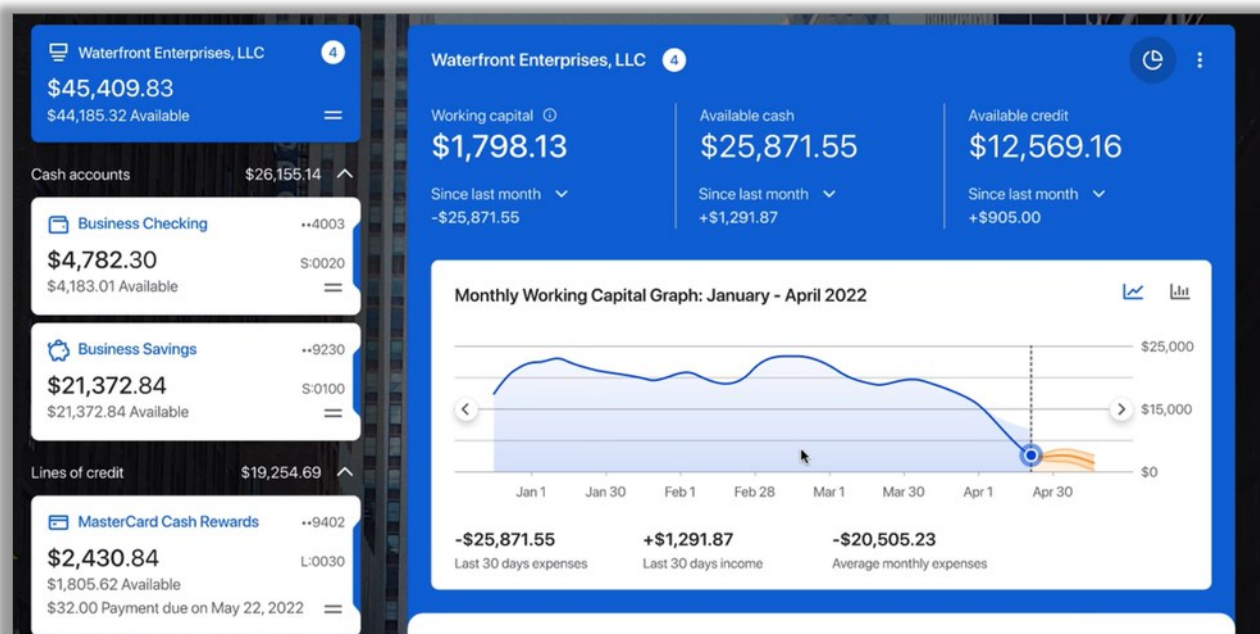 Waterfront Enterprises, LLC 4
$45,409.83
$44,185.32 Available
Cash accounts $26,155.14
Business Checking ••4003
$4,782.30 S:0020
$4,183.01 Available
Business Savings ••9230
$21,372.84 S:0100
$21,372.84 Available
Lines of credit $19,254.69
MasterCard Cash Rewards ••9402
$2,430.84 L:0030
$1,805.62 Available
$32.00 Payment due on May 22, 2022
Waterfront Enterprises, LLC 4
Working capital
$1,798.13
Since last month
-$25,871.55
Available cash
$25,871.55
Since last month
+$1,291.87
Available credit
$12,569.16
Since last month
+$905.00
Monthly Working Capital Graph: January - April 2022
$25,000
$15,000
$0
Jan 1 Jan 30 Feb 1 Feb 28 Mar 1 Mar 30 Apr 1 Apr 30
-$25,871.55 +$1,291.87 -$20,505.23
Last 30 days expenses Last 30 days income Average monthly expenses